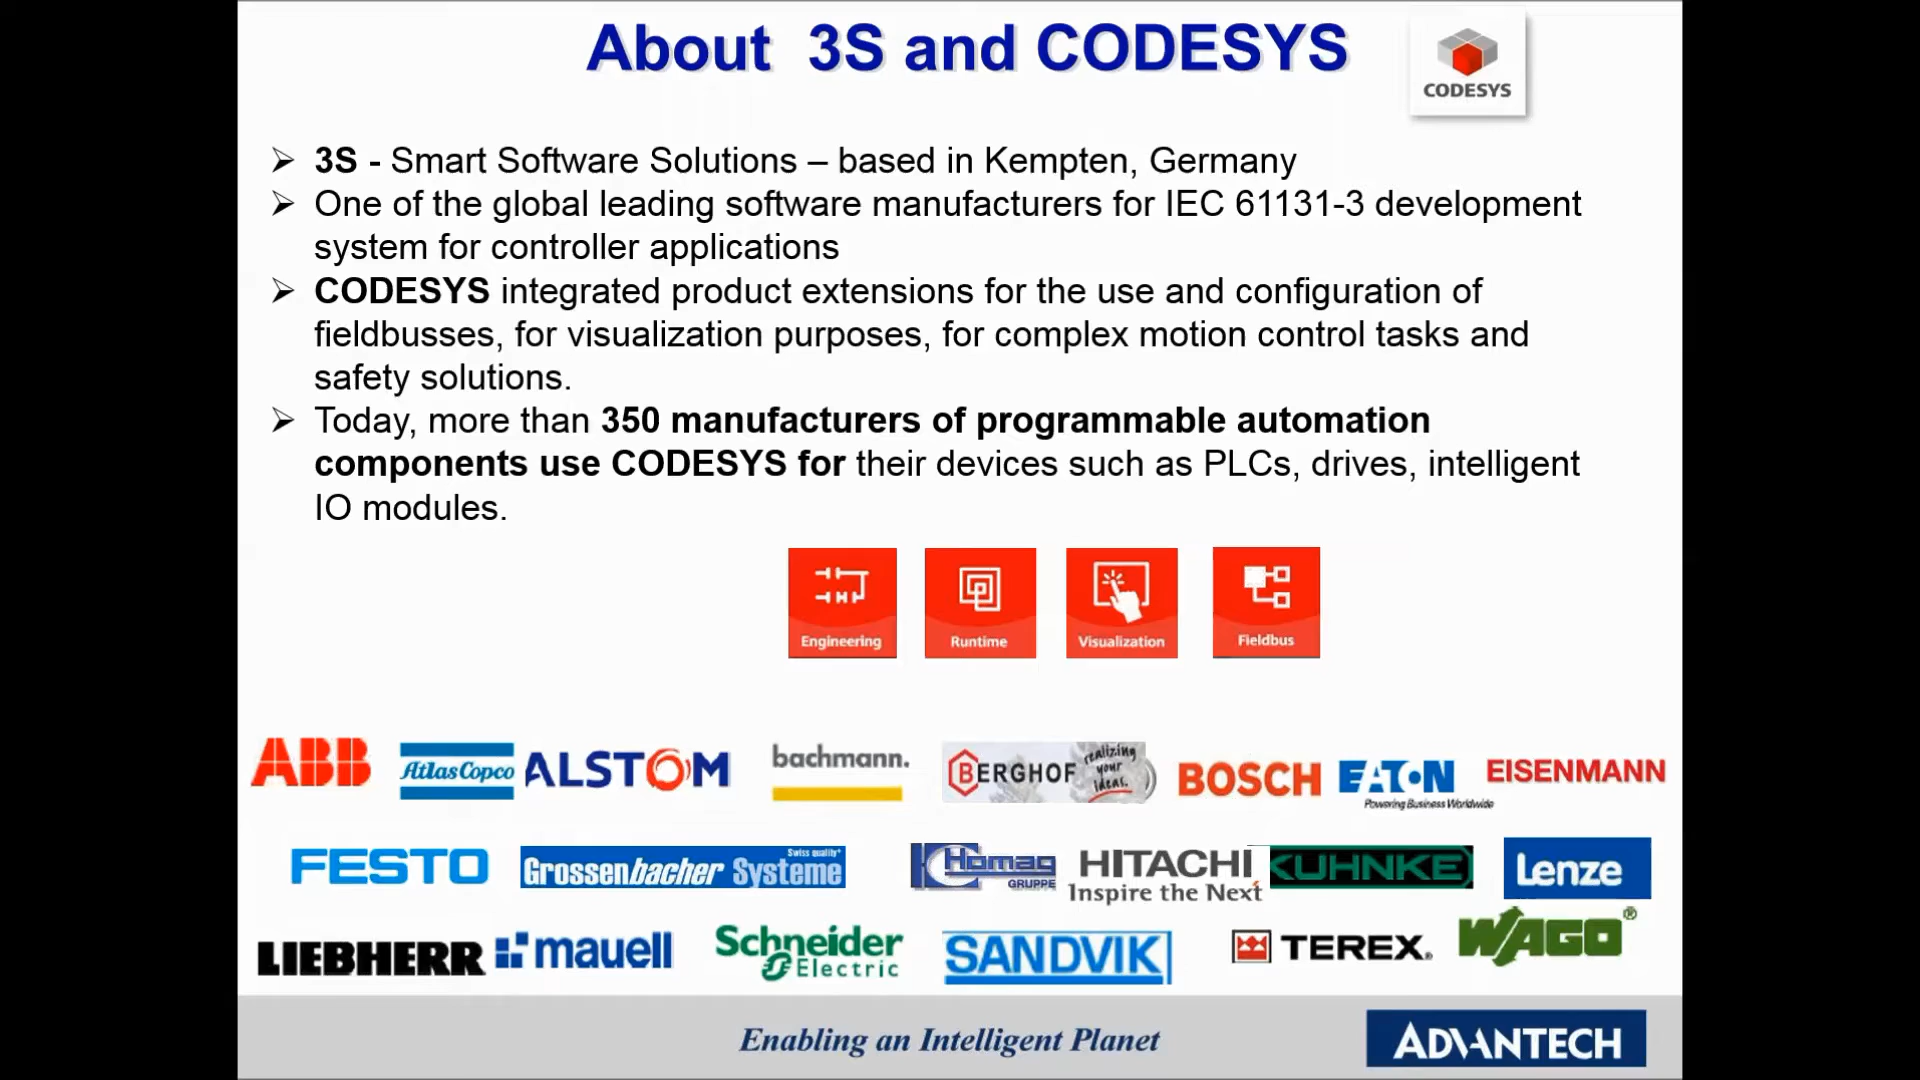 About 3S and CODESYS
CODESYS
3S - Smart Software Solutions – based in Kempten, Germany
One of the global leading software manufacturers for IEC 61131-3 development
system for controller applications
CODESYS integrated product extensions for the use and configuration of
fieldbusses, for visualization purposes, for complex motion control tasks and
safety solutions.
Today, more than 350 manufacturers of programmable automation
components use CODESYS for their devices such as PLCs, drives, intelligent
IO modules.
Engineering Runtime Visualization Fieldbus
ABB
Atlas Copco
ALSTOM
bachmann.
BERGHOF
realizing
your
ideas.
BOSCH
EATON
Powering Business Worldwide
EISENMANN
FESTO
Swiss quality+
Grossenbacher Systeme
Homag
GRUPPE
HITACHI
Inspire the Next
KUHNKE
Lenze
LIEBHERR
mauell
Schneider
Electric
SANDVIK
TEREX®
WAGO®
Enabling an Intelligent Planet
ADVANTECH